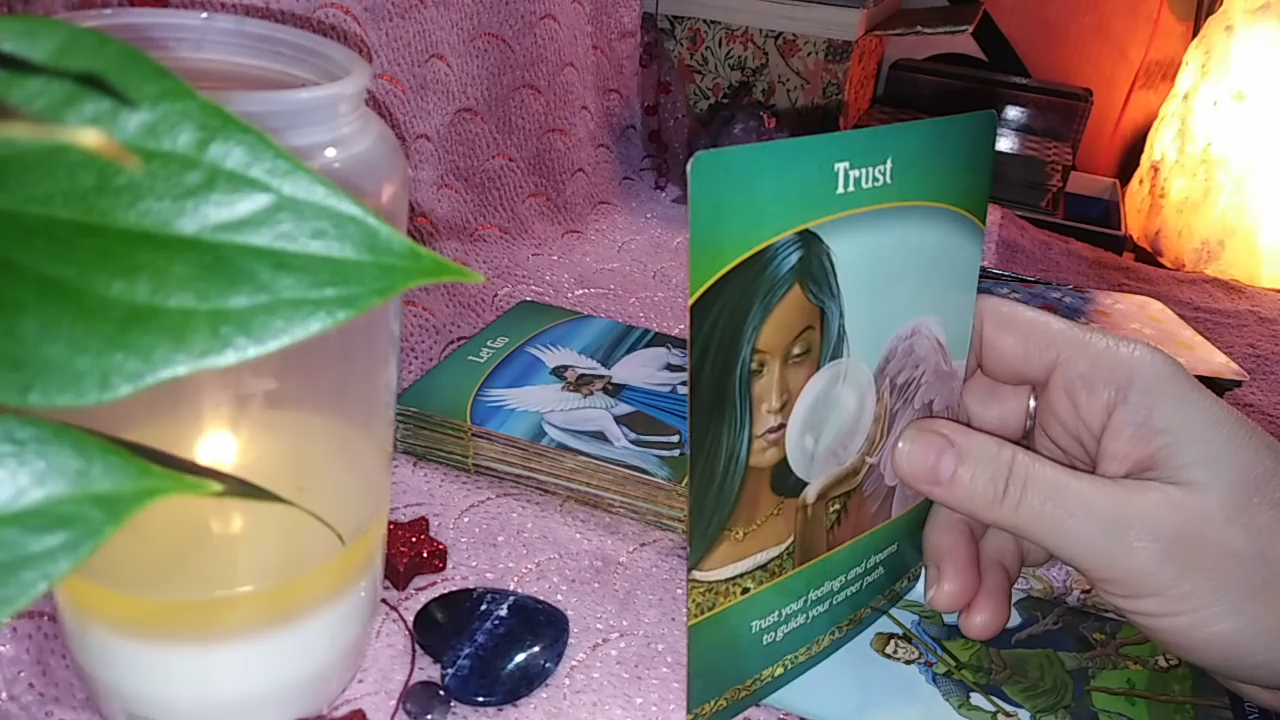 Trust
Let Go
Trust your feelings and dreams
to guide your career path.